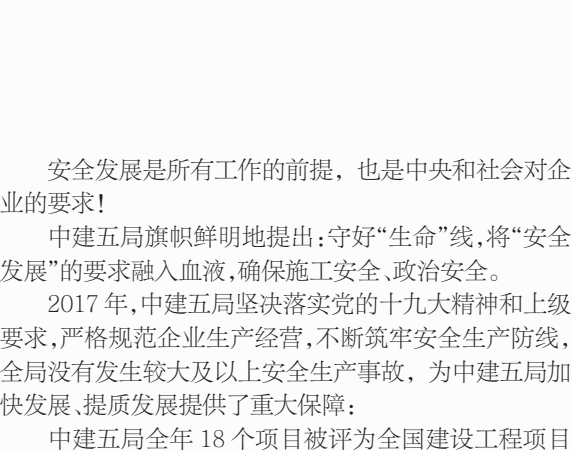 安全发展是所有工作的前提，也是中央和社会对企
业的要求！
中建五局旗帜鲜明地提出：守好“生命”线，将“安全
发展”的要求融入血液，确保施工安全、政治安全。
2017 年，中建五局坚决落实党的十九大精神和上级
要求，严格规范企业生产经营，不断筑牢安全生产防线，
全局没有发生较大及以上安全生产事故，为中建五局加
快发展、提质发展提供了重大保障：
中建五局全年 18 个项目被评为全国建设工程项目